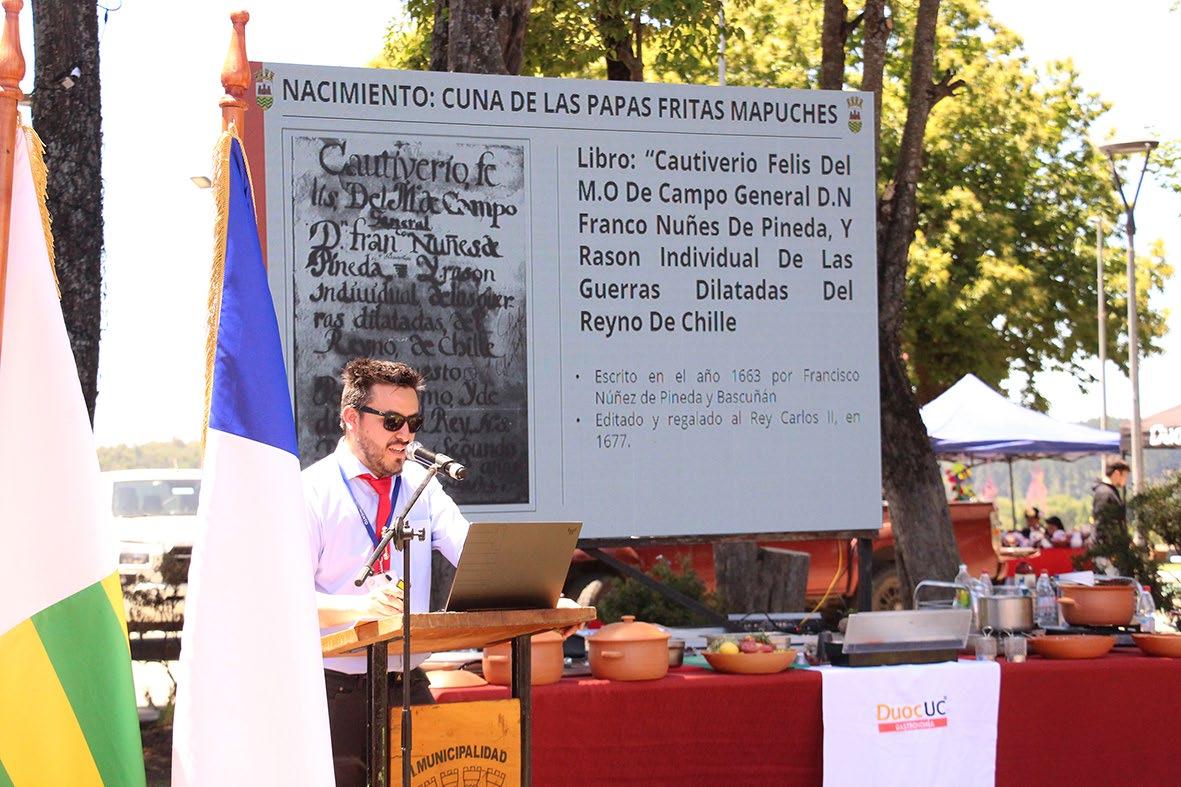 NACIMIENTO: CUNA DE LAS PAPAS FRITAS MAPUCHES
Cautiverio, fe
lis, Del M. de Campo
General
D. fran.co Nuñes de
Pineda Y rason
individual, de las guer
ras dilatadas, de
Reyno, de Chille
Libro: “Cautiverio Felis Del
M.O De Campo General D.N
Franco Nuñes De Pineda, Y
Rason Individual De Las
Guerras Dilatadas Del
Reyno De Chille
• Escrito en el año 1663 por Francisco
Núñez de Pineda y Bascuñán
• Editado y regalado al Rey Carlos II, en
1677.
DuocUC
GASTRONOMÍA
I. MUNICIPALIDAD
Duo